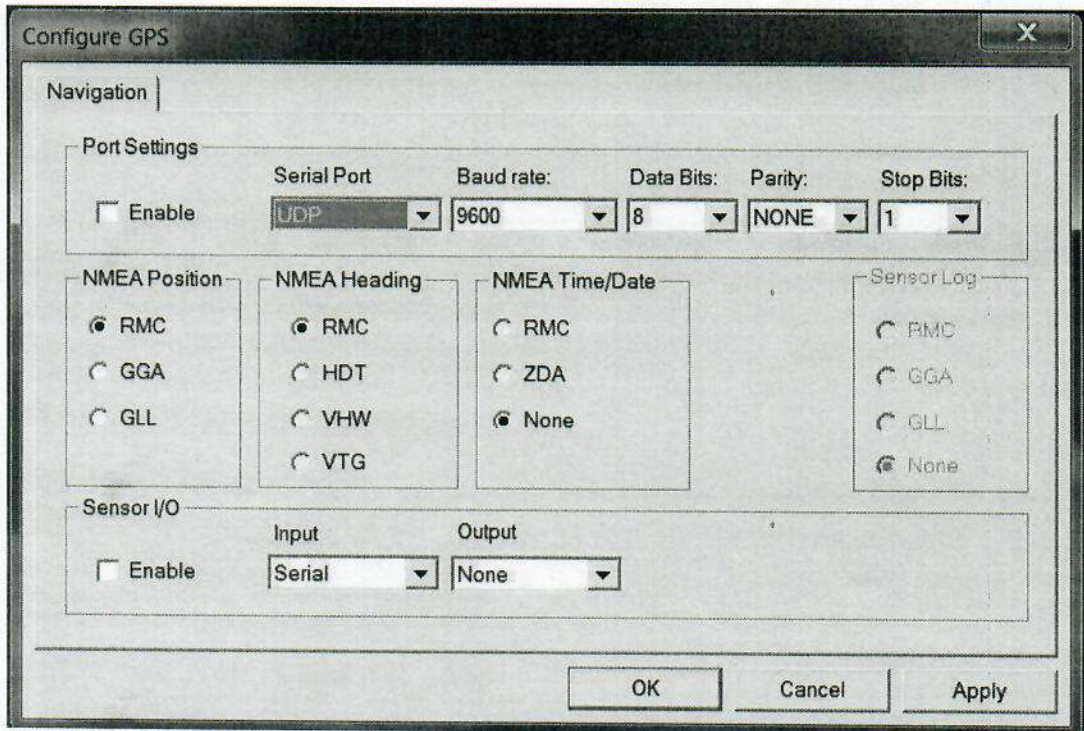 Configure GPS
Navigation
Port Settings
Serial Port Baud rate: Data Bits: Parity: Stop Bits:
Enable UDP 9600 8 NONE 1
NMEA Position NMEA Heading NMEA Time/Date Sensor Log
RMC RMC RMC RMC
GGA HDT ZDA GGA
GLL VHW None GLL
VTG None
Sensor I/O
Input Output
Enable Serial None
OK Cancel Apply